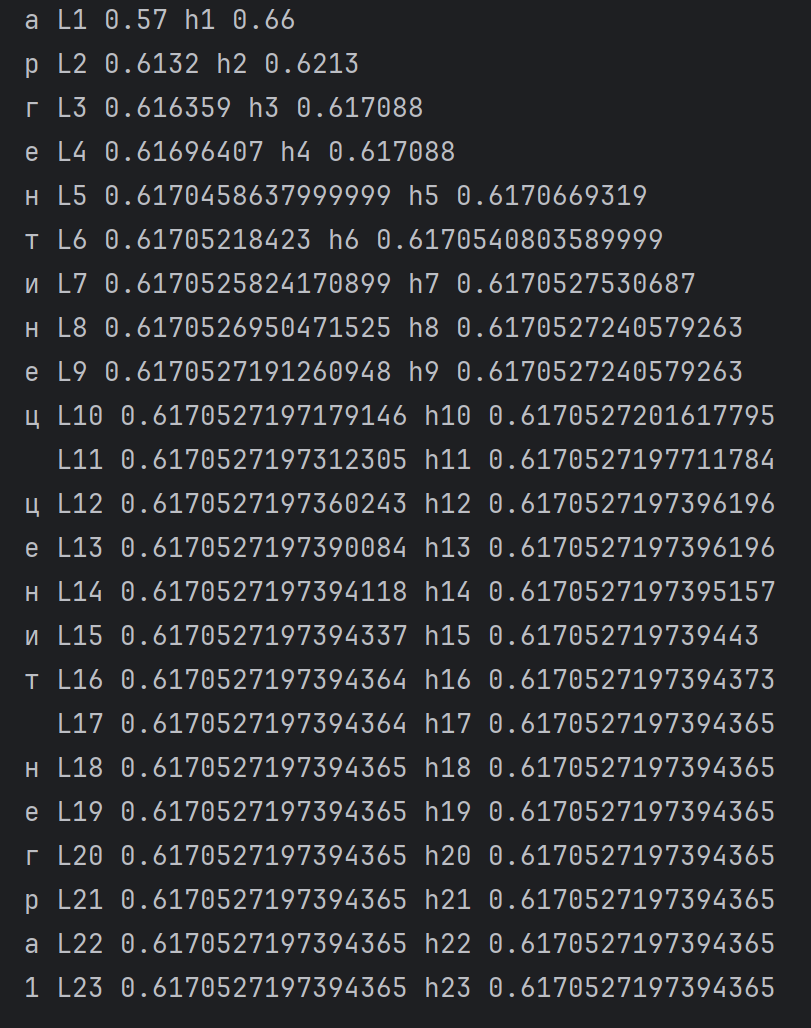 а L1 0.57 h1 0.66
р L2 0.6132 h2 0.6213
г L3 0.616359 h3 0.617088
е L4 0.61696407 h4 0.617088
н L5 0.6170458637999999 h5 0.6170669319
т L6 0.61705218423 h6 0.6170540803589999
и L7 0.61705258241708​99 h7 0.6170527530687
н L8 0.6170526950471525 h8 0.6170527240579263
е L9 0.6170527191260948 h9 0.6170527240579263
ц L10 0.6170527197179146 h10 0.6170527201617795
L11 0.6170527197312305 h11 0.6170527197711784
ц L12 0.6170527197360243 h12 0.6170527197396196
е L13 0.6170527197390084 h13 0.6170527197396196
н L14 0.6170527197394118 h14 0.6170527197395157
и L15 0.6170527197394337 h15 0.617052719739443
т L16 0.6170527197394364 h16 0.6170527197394373
L17 0.6170527197394364 h17 0.6170527197394365
н L18 0.6170527197394365 h18 0.6170527197394365
е L19 0.6170527197394365 h19 0.6170527197394365
г L20 0.6170527197394365 h20 0.6170527197394365
р L21 0.6170527197394365 h21 0.6170527197394365
а L22 0.6170527197394365 h22 0.6170527197394365
1 L23 0.6170527197394365 h23 0.6170527197394365